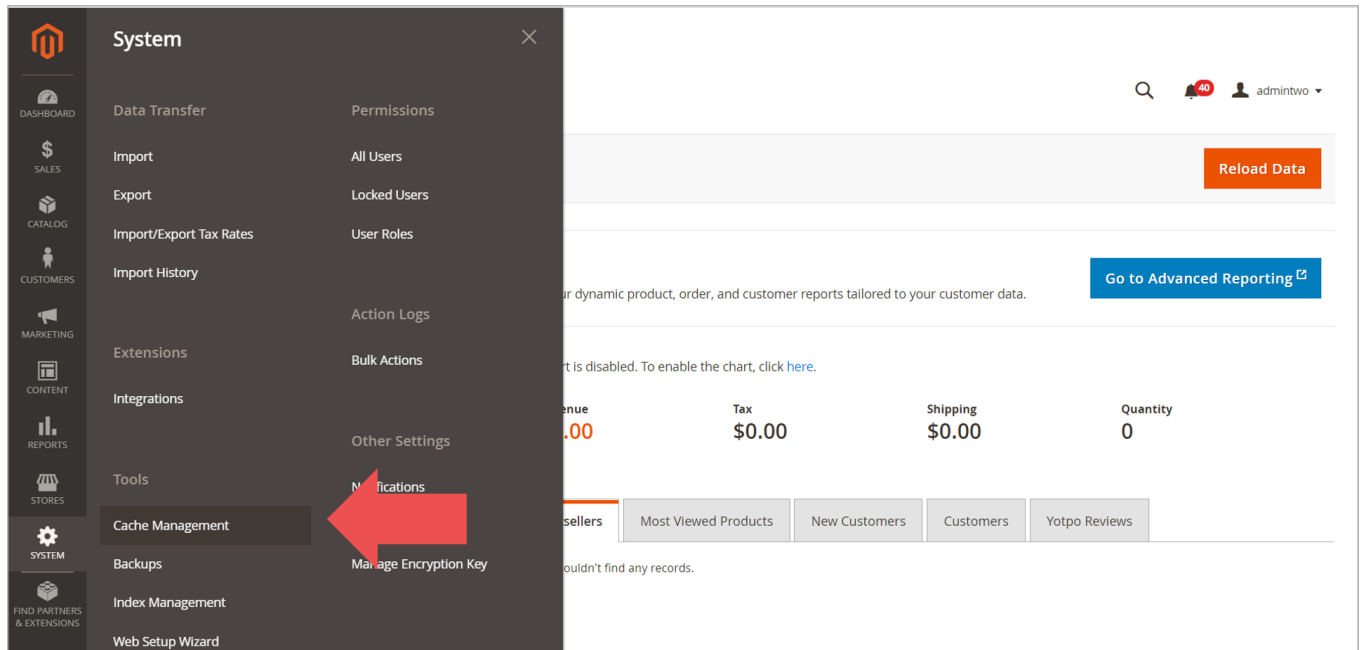 DASHBOARD
SALES
CATALOG
CUSTOMERS
MARKETING
CONTENT
REPORTS
STORES
SYSTEM
FIND PARTNERS
& EXTENSIONS
System
Data Transfer
Import
Export
Import/Export Tax Rates
Import History
Extensions
Integrations
Tools
Cache Management
Backups
Index Management
Web Setup Wizard
Permissions
All Users
Locked Users
User Roles
Action Logs
Bulk Actions
Other Settings
Notifications
Manage Encryption Key
40
admintwo
Reload Data
Go to Advanced Reporting
dynamic product, order, and customer reports tailored to your customer data.
is disabled. To enable the chart, click here.
Tax
Shipping
Quantity
.00
$0.00
$0.00
0
sellers
Most Viewed Products
New Customers
Customers
Yotpo Reviews
ouldn't find any records.